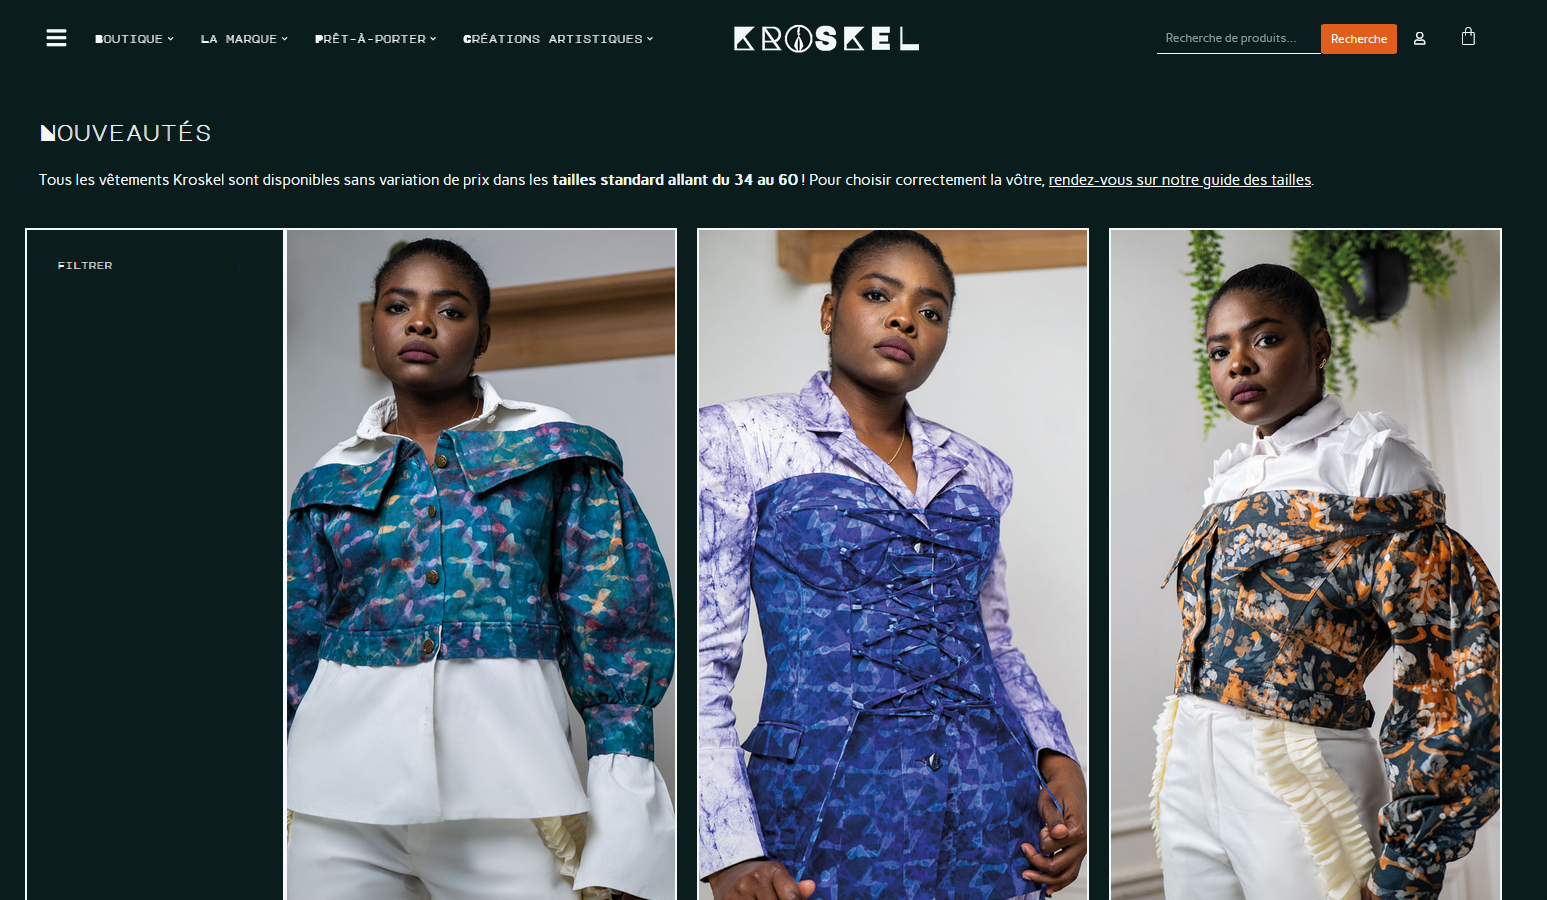 BOUTIQUE
LA MARQUE
PRÊT-À-PORTER
CRÉATIONS ARTISTIQUES
KROSKEL
Recherche de produits…
Recherche
NOUVEAUTÉS
Tous les vêtements Kroskel sont disponibles sans variation de prix dans les tailles standard allant du 34 au 60 ! Pour choisir correctement la vôtre, rendez-vous sur notre guide des tailles.
FILTRER